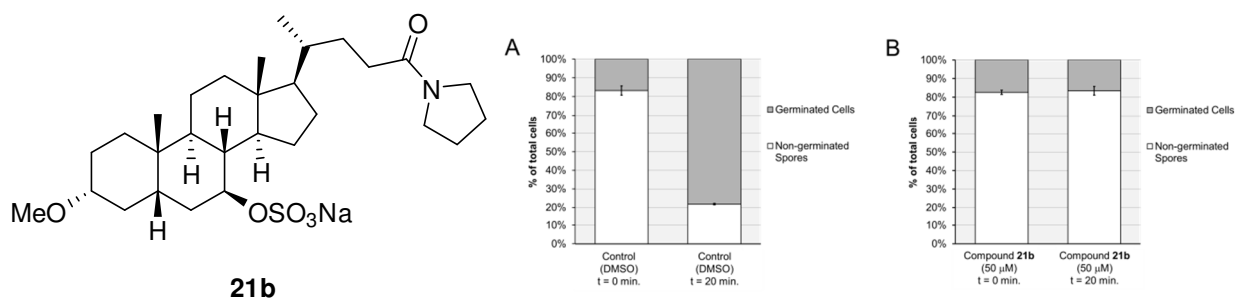 O
N
H
H
H
MeO
H
OSO₃Na
21b
A
100%
90%
80%
70%
60%
50%
40%
30%
20%
10%
0%
% of total cells
Germinated Cells
Non-germinated
Spores
Control
(DMSO)
t = 0 min.
Control
(DMSO)
t = 20 min.
B
100%
90%
80%
70%
60%
50%
40%
30%
20%
10%
0%
% of total cells
Germinated Cells
Non-germinated
Spores
Compound 21b
(50 μM)
t = 0 min.
Compound 21b
(50 μM)
t = 20 min.